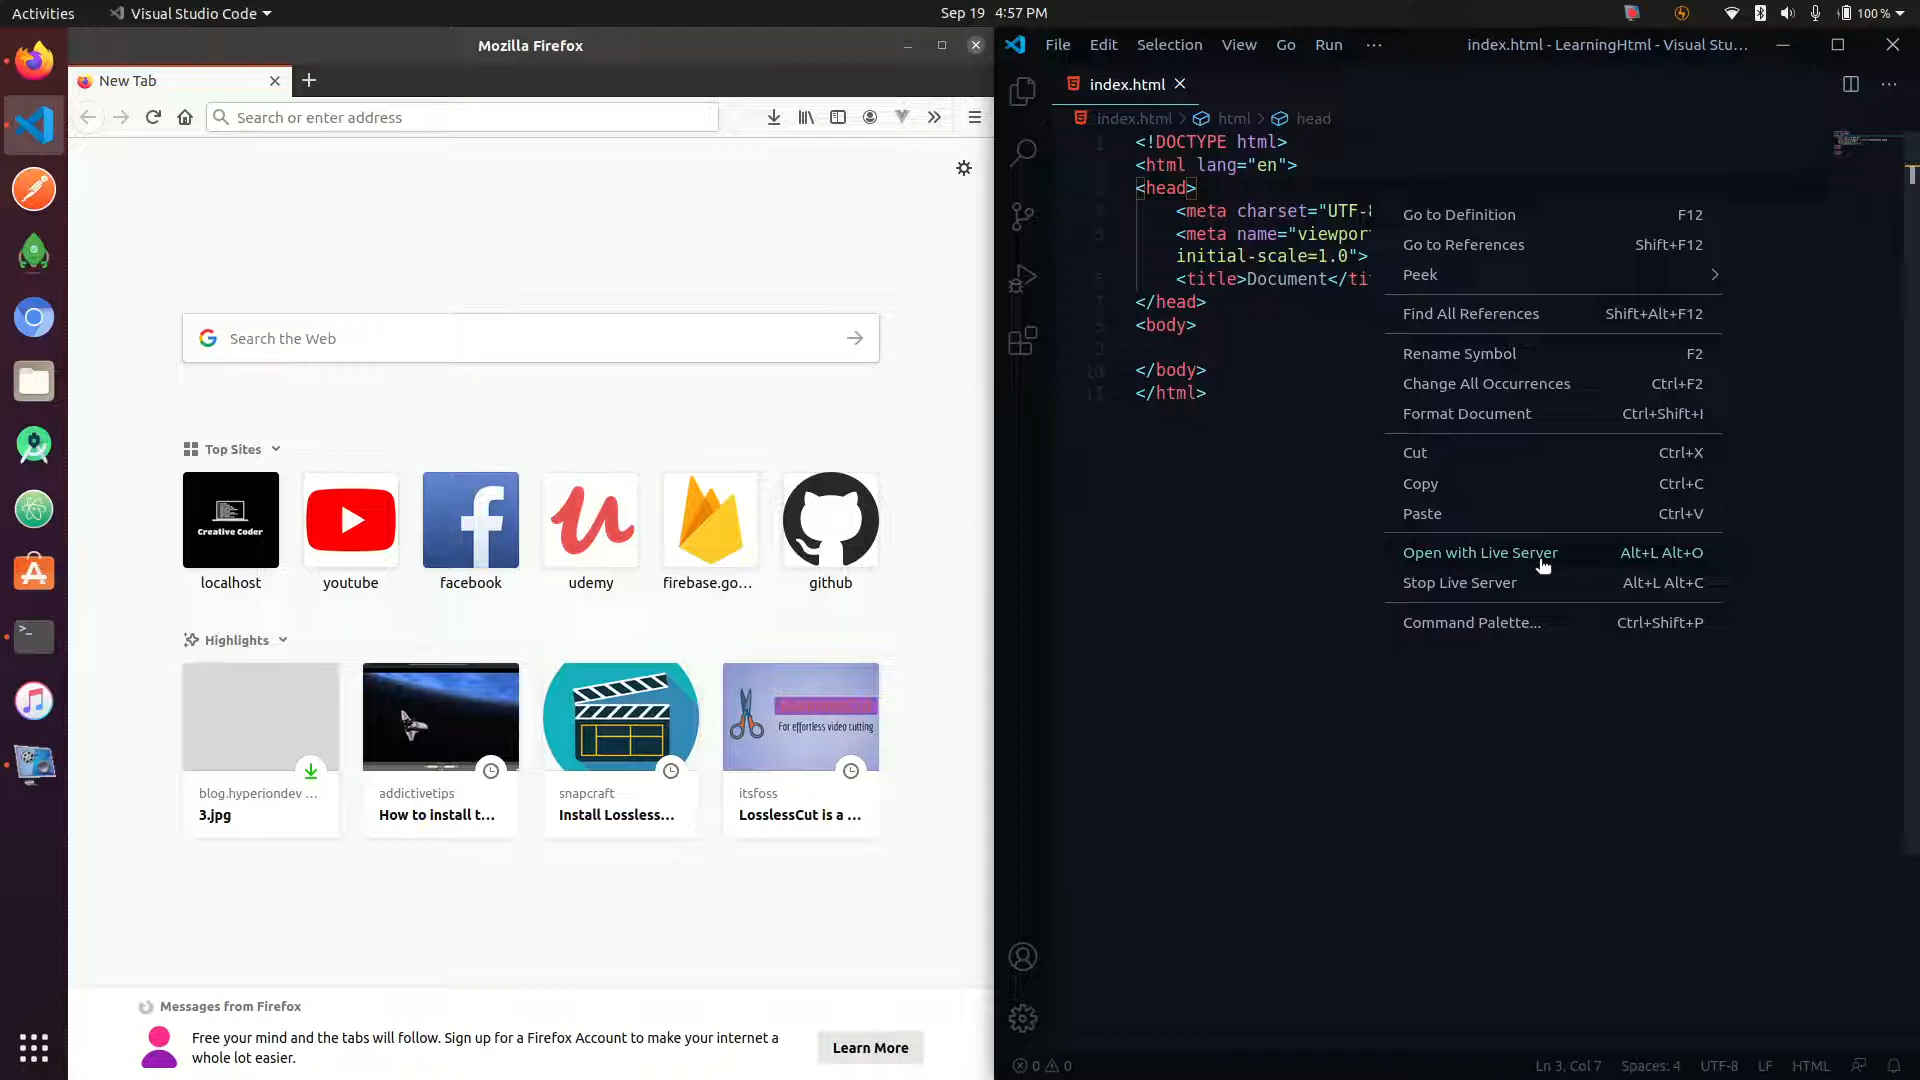 Activities
Visual Studio Code
Sep 19 4:57 PM
100 %
Mozilla Firefox
New Tab
Search or enter address
Search the Web
Top Sites
Creative Coder
localhost
youtube
facebook
udemy
firebase.go...
github
Highlights
For effortless video cutting
blog.hyperiondev ...
3.jpg
addictivetips
How to install t...
snapcraft
Install Lossless...
itsfoss
LosslessCut is a ...
Messages from Firefox
Free your mind and the tabs will follow. Sign up for a Firefox Account to make your internet a
whole lot easier.
Learn More
File Edit Selection View Go Run ···
index.html - LearningHtml - Visual Stu...
index.html
index.html > html > head
<!DOCTYPE html>
<html lang="en">
<head>
<meta charset="UTF-8
<meta name="viewpor
initial-scale=1.0">
<title>Document</ti
</head>
<body>
</body>
</html>
Go to Definition F12
Go to References Shift+F12
Peek
Find All References Shift+Alt+F12
Rename Symbol F2
Change All Occurrences Ctrl+F2
Format Document Ctrl+Shift+I
Cut Ctrl+X
Copy Ctrl+C
Paste Ctrl+V
Open with Live Server Alt+L Alt+O
Stop Live Server Alt+L Alt+C
Command Palette... Ctrl+Shift+P
0 0
Ln 3, Col 7 Spaces: 4 UTF-8 LF HTML